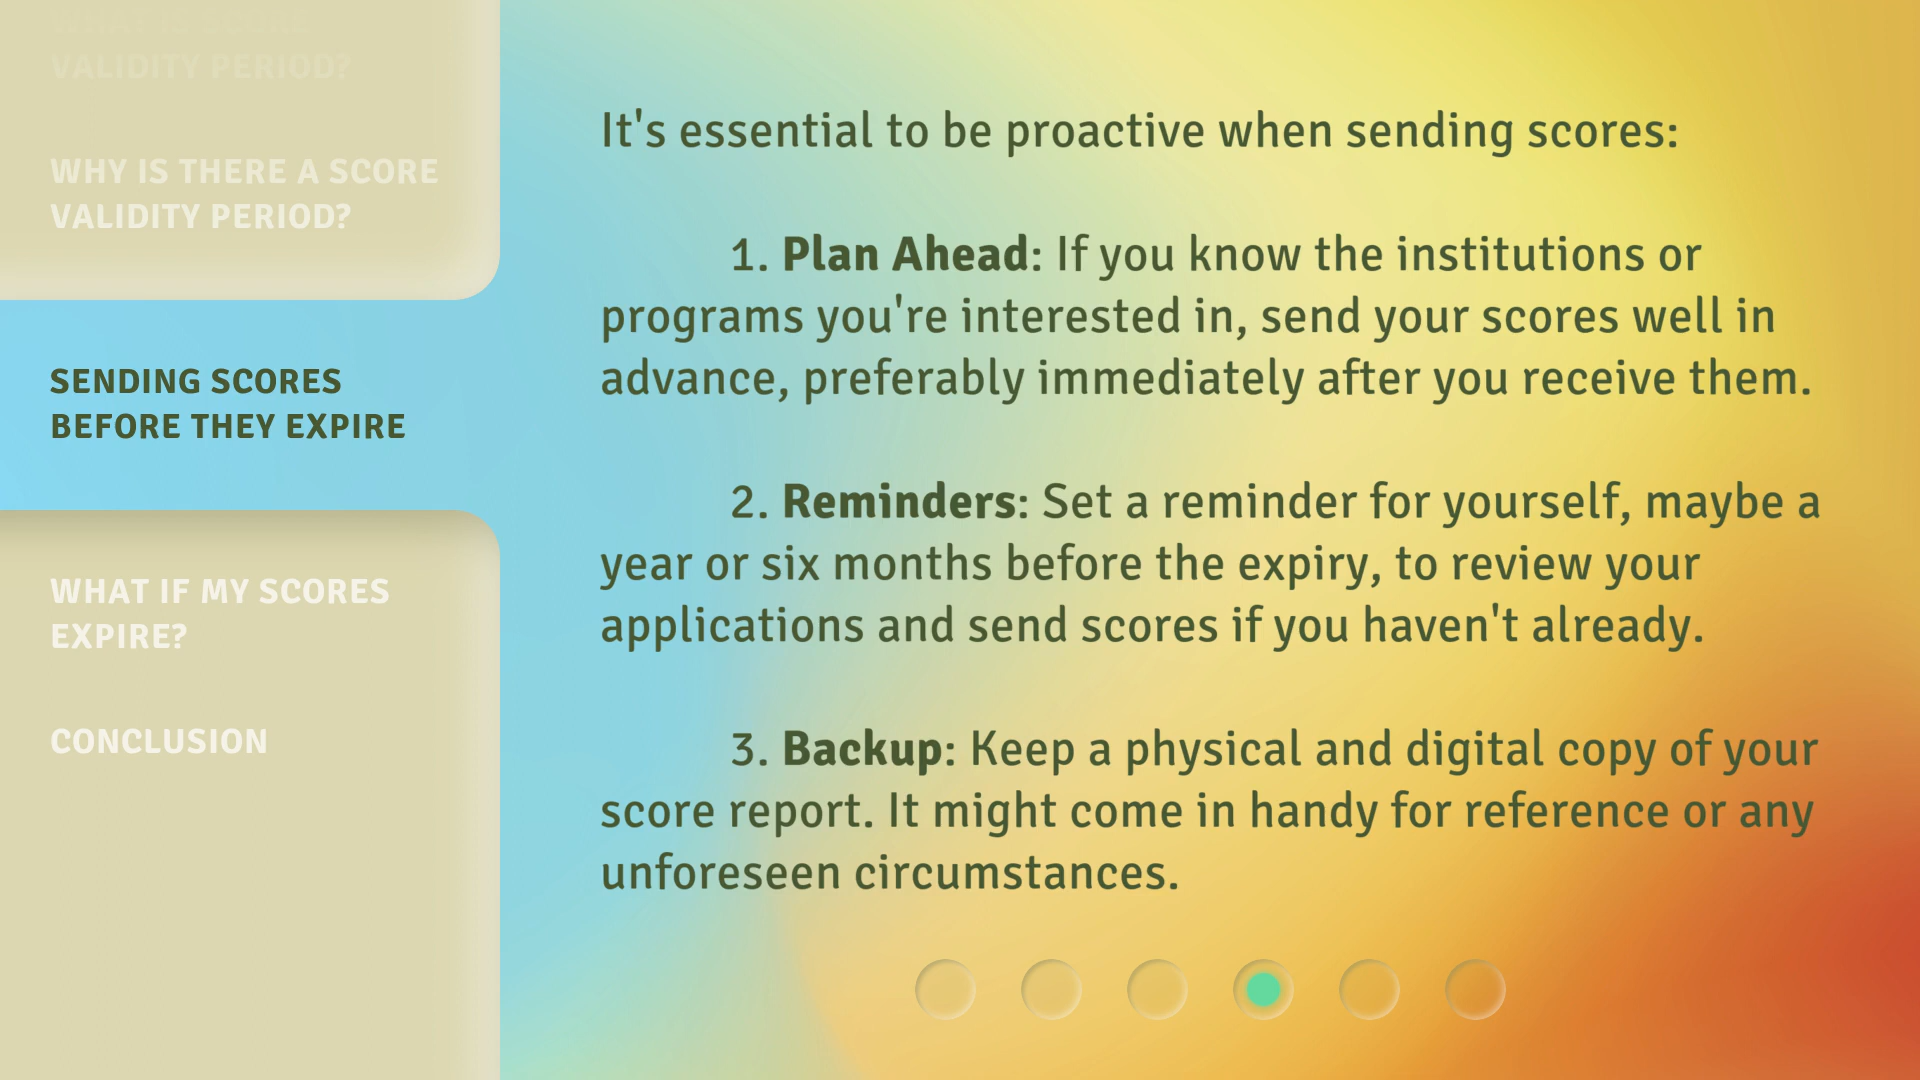 WHAT IS SCORE
VALIDITY PERIOD?
WHY IS THERE A SCORE
VALIDITY PERIOD?
SENDING SCORES
BEFORE THEY EXPIRE
WHAT IF MY SCORES
EXPIRE?
CONCLUSION
It's essential to be proactive when sending scores:
1. Plan Ahead: If you know the institutions or
programs you're interested in, send your scores well in
advance, preferably immediately after you receive them.
2. Reminders: Set a reminder for yourself, maybe a
year or six months before the expiry, to review your
applications and send scores if you haven't already.
3. Backup: Keep a physical and digital copy of your
score report. It might come in handy for reference or any
unforeseen circumstances.